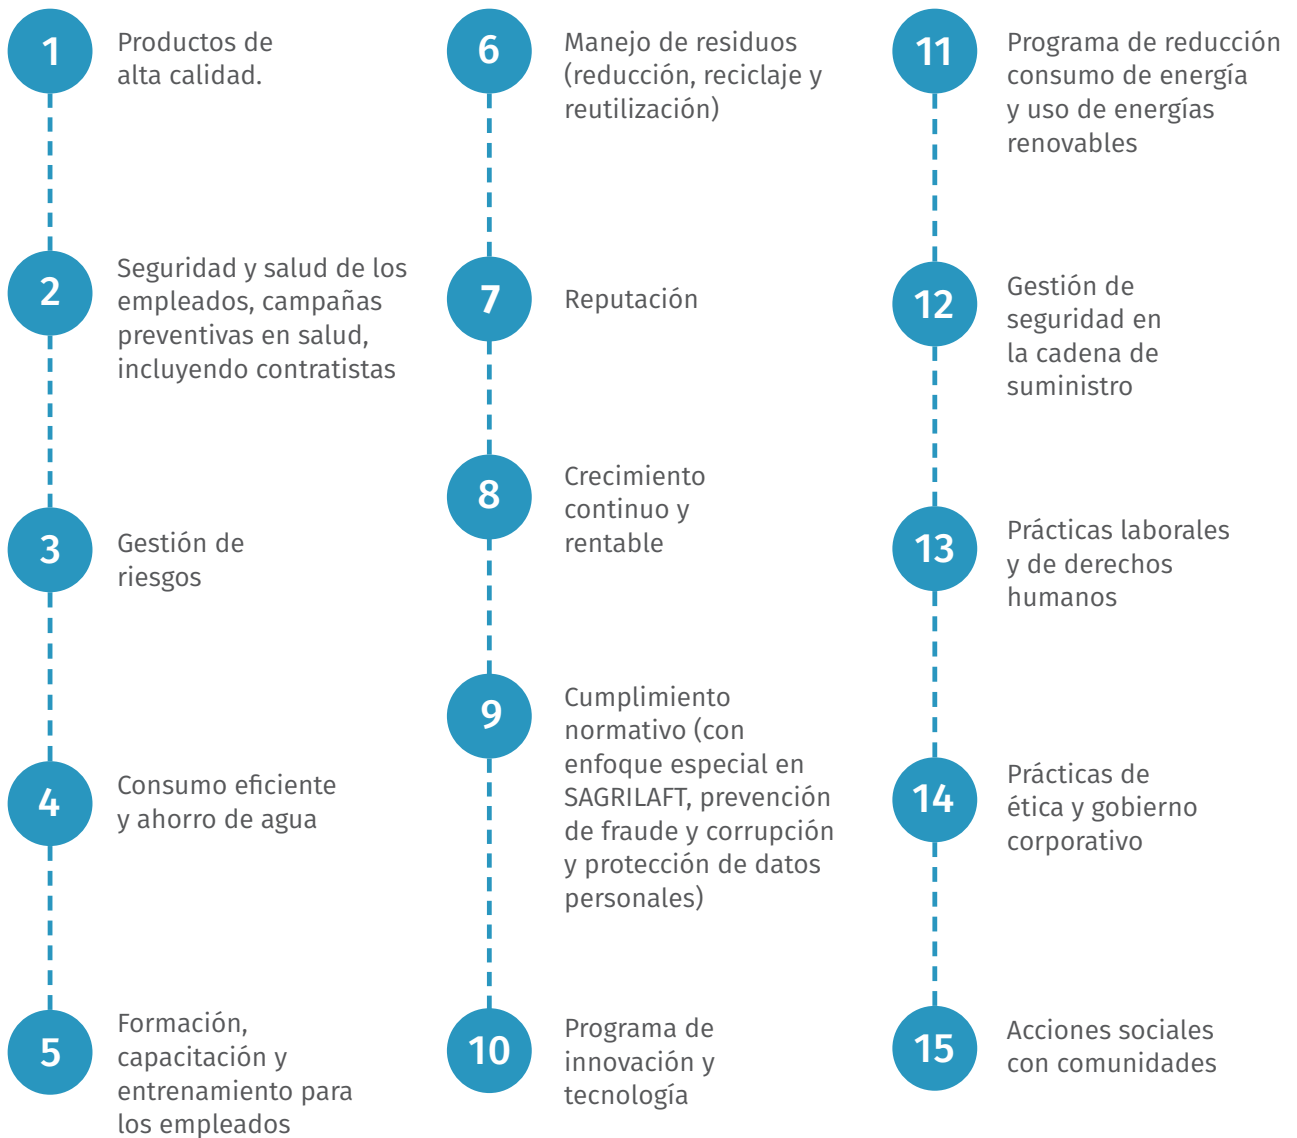 1
Productos de
alta calidad.
2
Seguridad y salud de los
empleados, campañas
preventivas en salud,
incluyendo contratistas
3
Gestión de
riesgos
4
Consumo eficiente
y ahorro de agua
5
Formación,
capacitación y
entrenamiento para
los empleados
6
Manejo de residuos
(reducción, reciclaje y
reutilización)
7
Reputación
8
Crecimiento
continuo y
rentable
9
Cumplimiento
normativo (con
enfoque especial en
SAGRILAFT, prevención
de fraude y corrupción
y protección de datos
personales)
10
Programa de
innovación y
tecnología
11
Programa de reducción
consumo de energía
y uso de energías
renovables
12
Gestión de
seguridad en
la cadena de
suministro
13
Prácticas laborales
y de derechos
humanos
14
Prácticas de
ética y gobierno
corporativo
15
Acciones sociales
con comunidades